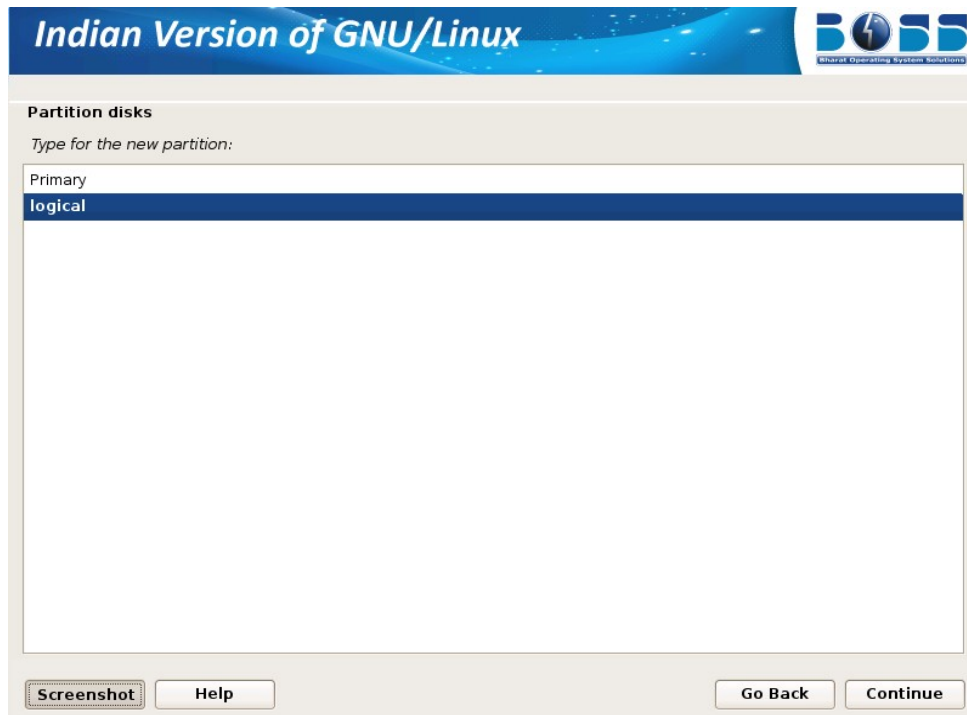 Indian Version of GNU/Linux
BOSS
Bharat Operating System Solutions
Partition disks
Type for the new partition:
Primary
logical
Screenshot Help Go Back Continue